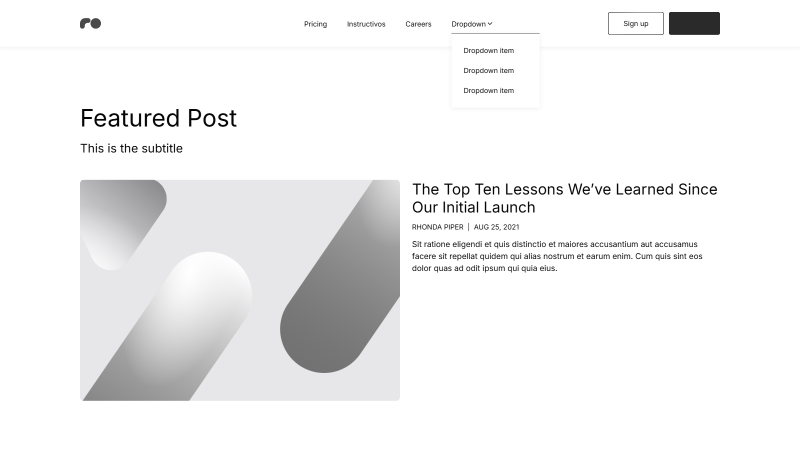 Pricing
Instructivos
Careers
Dropdown
Sign up
Dropdown item
Dropdown item
Dropdown item
Featured Post
This is the subtitle
The Top Ten Lessons We’ve Learned Since
Our Initial Launch
RHONDA PIPER | AUG 25, 2021
Sit ratione eligendi et quis distinctio et maiores accusantium aut accusamus
facere sit repellat quidem qui alias nostrum et earum enim. Cum quis sint eos
dolor quas ad odit ipsum qui quia eius.